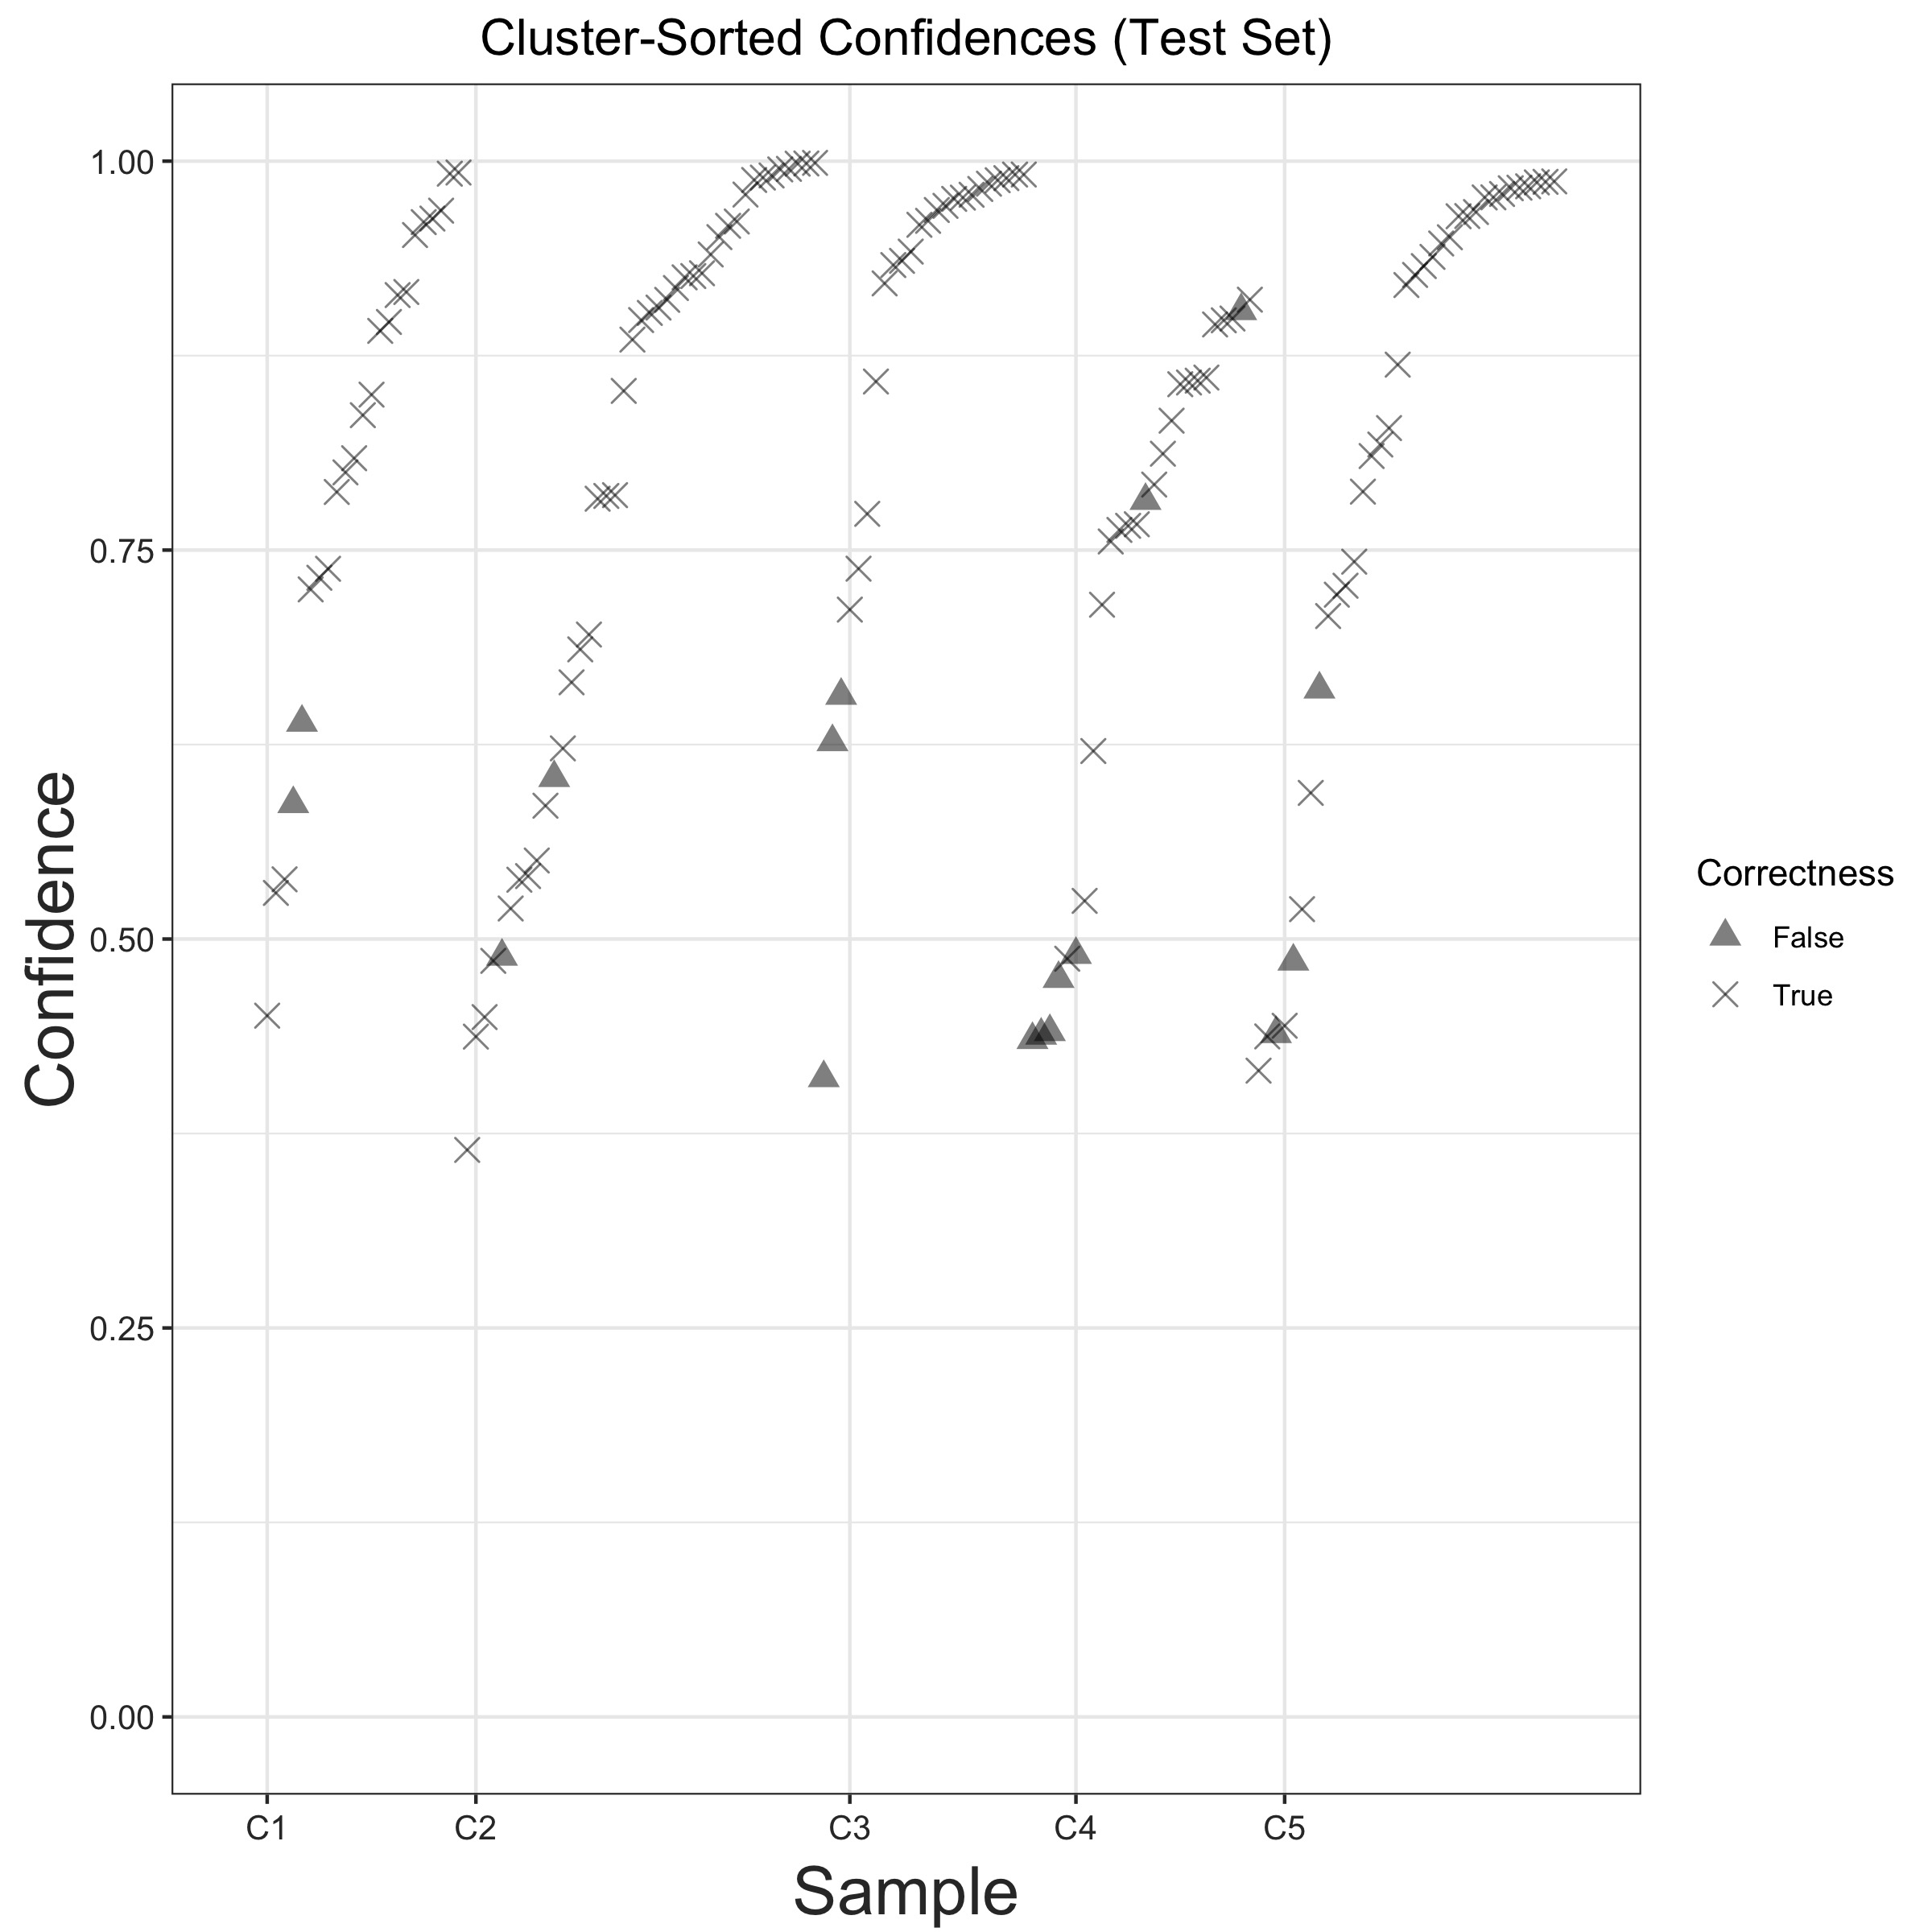 Cluster-Sorted Confidences (Test Set)
Confidence
1.00
0.75
0.50
0.25
0.00
C1 C2 C3 C4 C5
Sample
Correctness
False
True